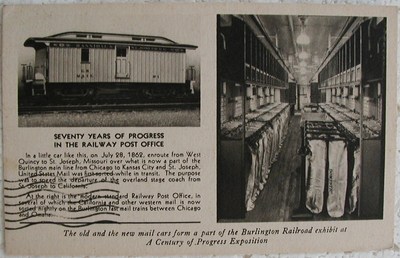 SEVENTY YEARS OF PROGRESS
IN THE RAILWAY POST OFFICE
In a little car like this, on July 28, 1862, enroute from West
Quincy to St. Joseph, Missouri over what is now a part of the
Burlington main line from Chicago to Kansas City and St. Joseph,
United States Mail was first sorted while in transit. The purpose
was to speed the departure of the overland stage coach from
St. Joseph to California.
At the right is the modern standard Railway Post Office, in
several of which the California and other western mail is now
sorted nightly on the Burlington fast mail trains between Chicago
and Omaha.
The old and the new mail cars form a part of the Burlington Railroad exhibit at
A Century of Progress Exposition